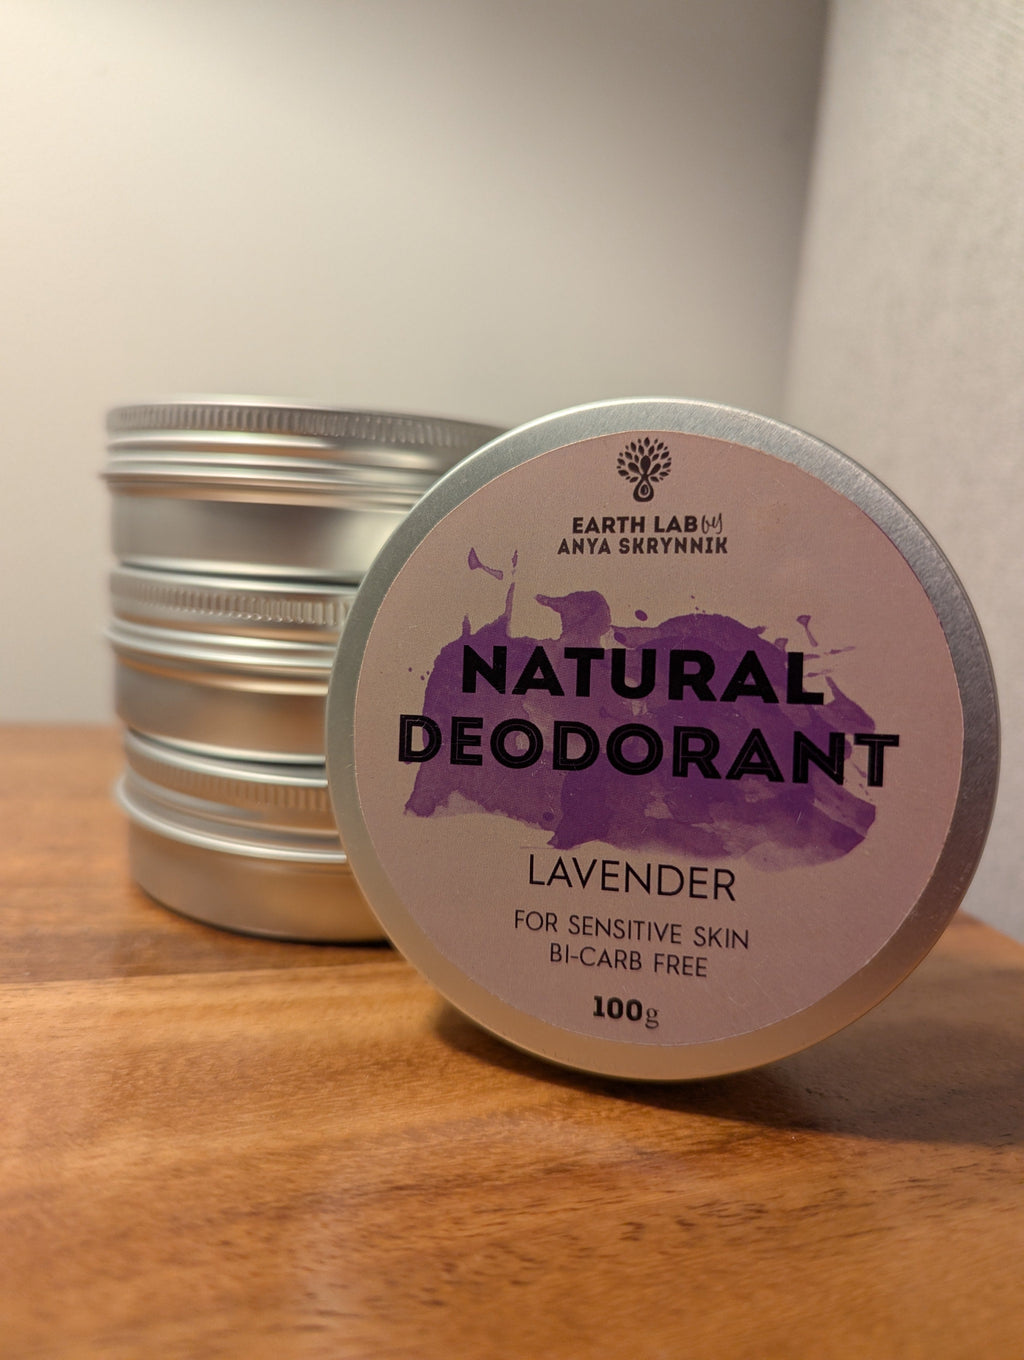 EARTH LAB by
ANYA SKRYNNIK
NATURAL
DEODORANT
LAVENDER
FOR SENSITIVE SKIN
BI-CARB FREE
100g